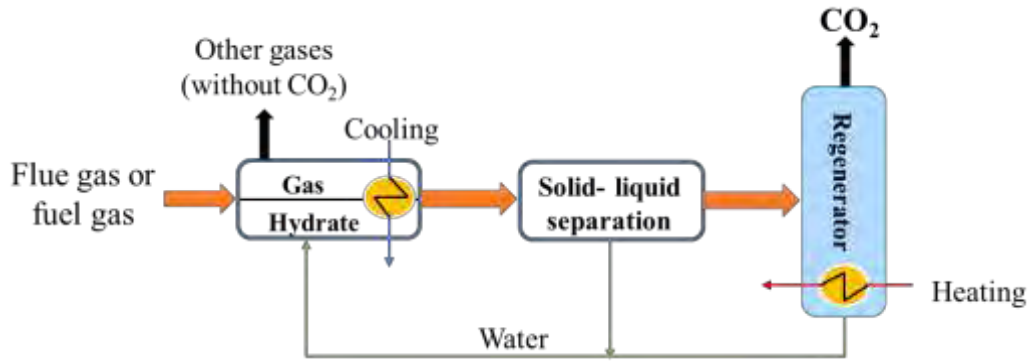 CO₂
Other gases
(without CO₂)
Cooling
Flue gas or
fuel gas
Gas
Hydrate
Solid- liquid
separation
Regenerator
Heating
Water